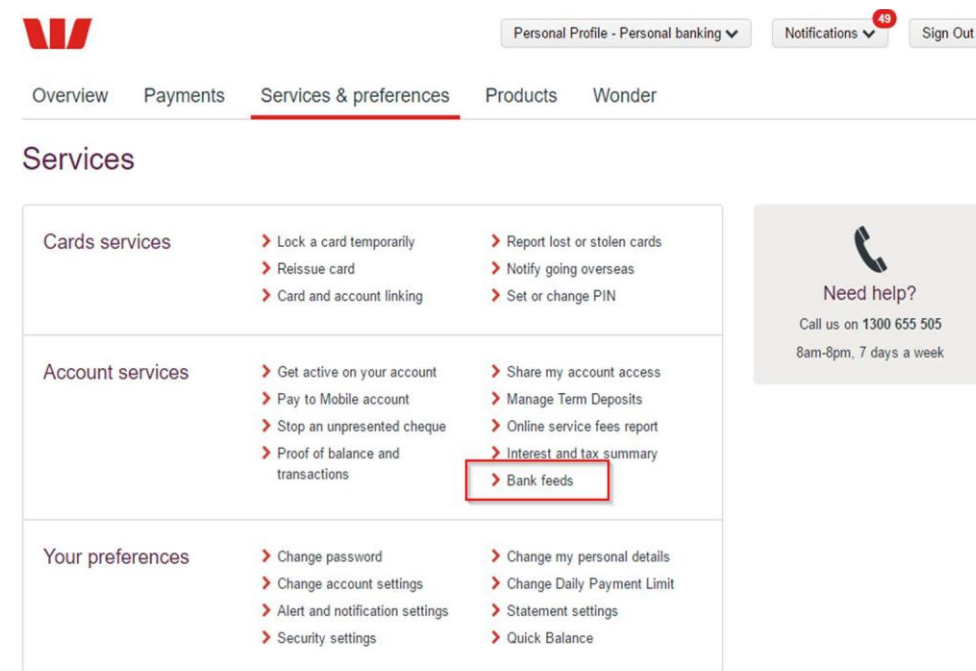 Personal Profile - Personal banking
Notifications
49
Sign Out
Overview
Payments
Services & preferences
Products
Wonder
Services
Cards services
Lock a card temporarily
Reissue card
Card and account linking
Report lost or stolen cards
Notify going overseas
Set or change PIN
Need help?
Call us on 1300 655 505
8am-8pm, 7 days a week
Account services
Get active on your account
Pay to Mobile account
Stop an unpresented cheque
Proof of balance and
transactions
Share my account access
Manage Term Deposits
Online service fees report
Interest and tax summary
Bank feeds
Your preferences
Change password
Change account settings
Alert and notification settings
Security settings
Change my personal details
Change Daily Payment Limit
Statement settings
Quick Balance